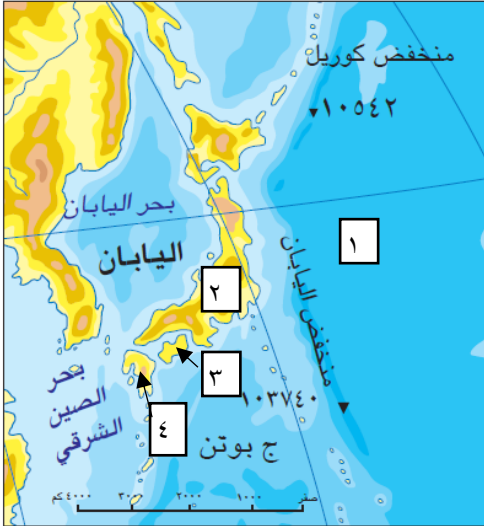 منخفض كوريل
١٠٥٤٢
بحر اليابان
١
اليابان
منخفض اليابان
٢
٣
بحر
الصين
الشرقي
١٠٣٧٤٠
٤
ج بوتن
٤٠٠٠ كم ٣٠٠٠ ٢٠٠٠ ١٠٠٠ صفر